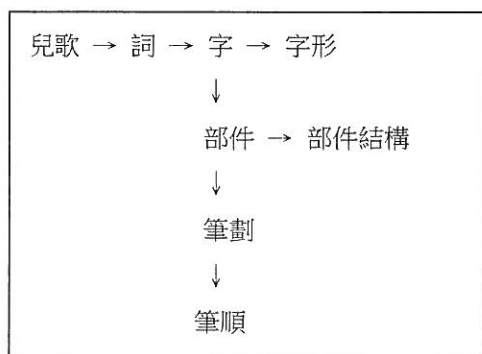 兒歌 → 詞 → 字 → 字形
↓
部件 → 部件結構
↓
筆劃
↓
筆順